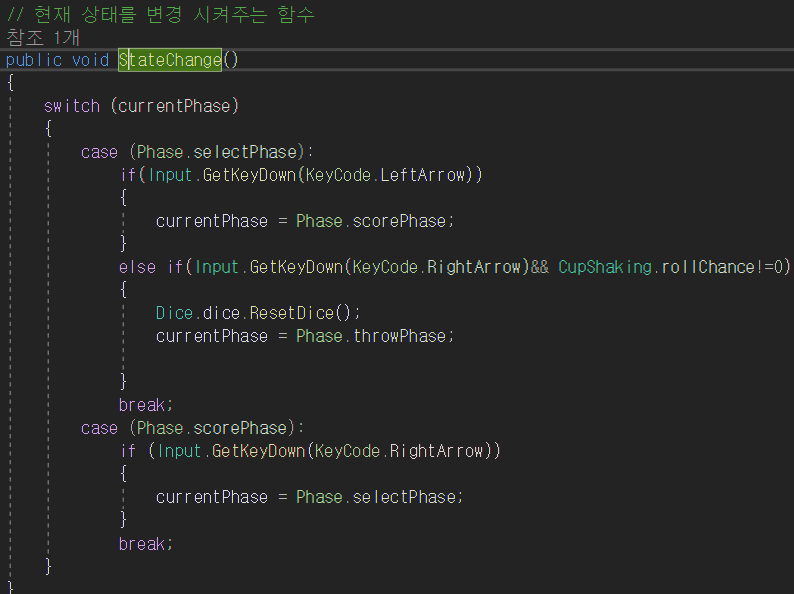 // 현재 상태를 변경 시켜주는 함수
참조 1개
public void StateChange()
{
switch (currentPhase)
{
case (Phase.selectPhase):
if(Input.GetKeyDown(KeyCode.LeftArrow))
{
currentPhase = Phase.scorePhase;
}
else if(Input.GetKeyDown(KeyCode.RightArrow)&& CupShaking.rollChance!=0)
{
Dice.dice.ResetDice();
currentPhase = Phase.throwPhase;
}
break;
case (Phase.scorePhase):
if (Input.GetKeyDown(KeyCode.RightArrow))
{
currentPhase = Phase.selectPhase;
}
break;
}
}